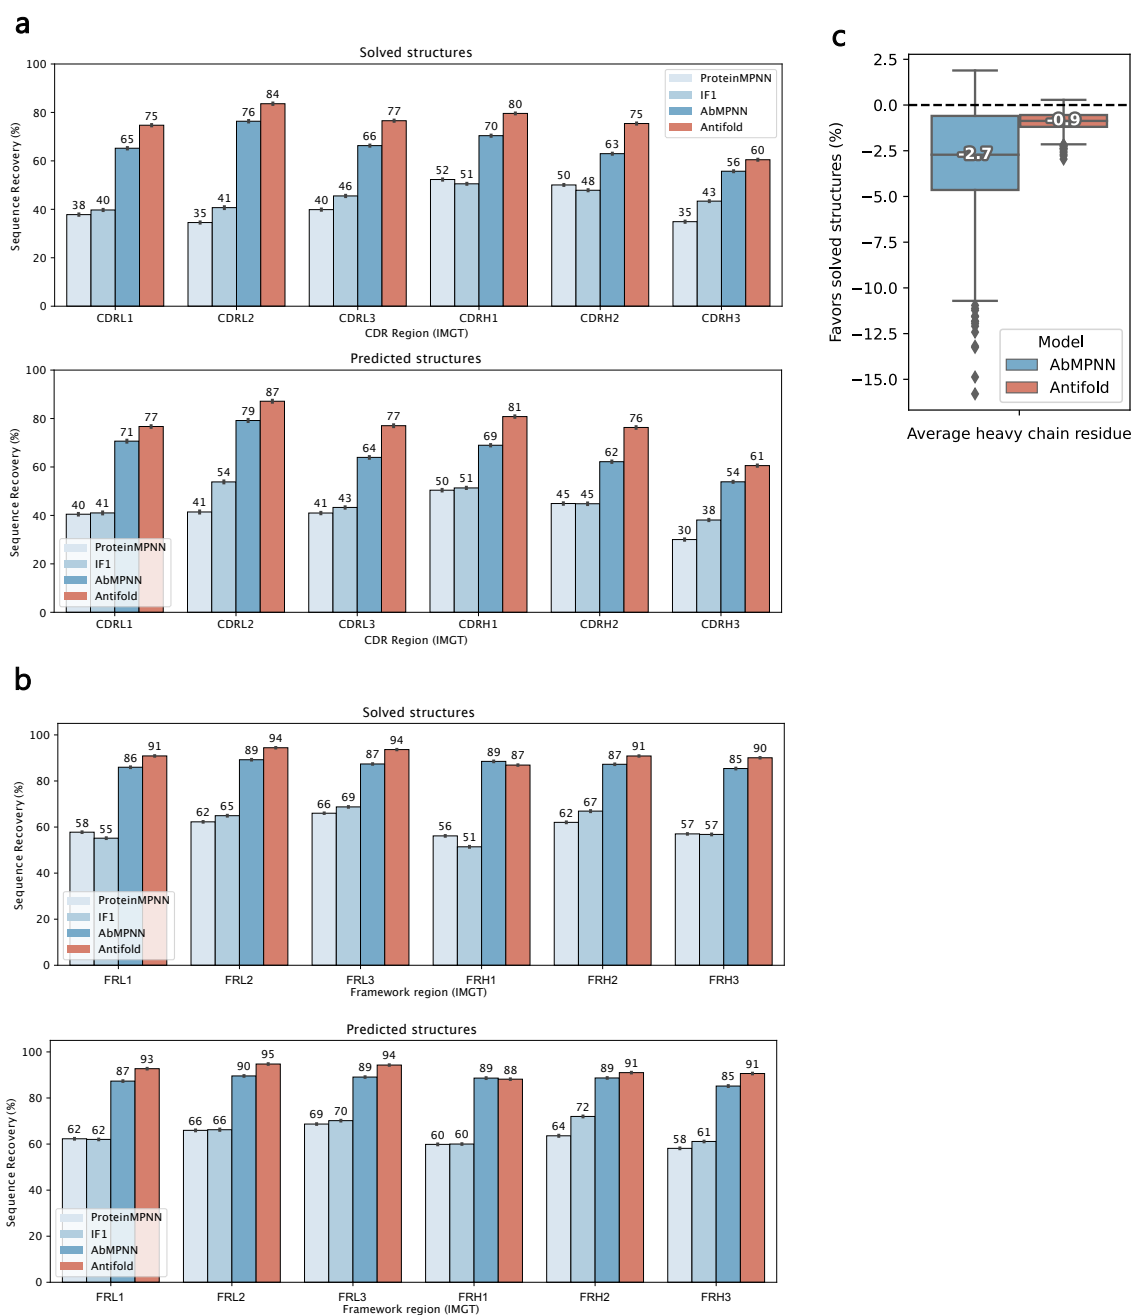 a
Solved structures
100
80
60
40
20
0
Sequence Recovery (%)
38 40 65 75
35 41 76 84
40 46 66 77
52 51 70 80
50 48 63 75
35 43 56 60
ProteinMPNN
IF1
AbMPNN
Antifold
CDRL1 CDRL2 CDRL3 CDRH1 CDRH2 CDRH3
CDR Region (IMGT)
Predicted structures
100
80
60
40
20
0
Sequence Recovery (%)
40 41 71 77
41 54 79 87
41 43 64 77
50 51 69 81
45 45 62 76
30 38 54 61
ProteinMPNN
IF1
AbMPNN
Antifold
CDRL1 CDRL2 CDRL3 CDRH1 CDRH2 CDRH3
CDR Region (IMGT)
c
2.5
0.0
−2.5
−5.0
−7.5
−10.0
−12.5
−15.0
Favors solved structures (%)
-2.7
-0.9
Model
AbMPNN
Antifold
Average heavy chain residue
b
Solved structures
100
80
60
40
20
0
Sequence Recovery (%)
58 55 86 91
62 65 89 94
66 69 87 94
56 51 89 87
62 67 87 91
57 57 85 90
ProteinMPNN
IF1
AbMPNN
Antifold
FRL1 FRL2 FRL3 FRH1 FRH2 FRH3
Framework region (IMGT)
Predicted structures
100
80
60
40
20
0
Sequence Recovery (%)
62 62 87 93
66 66 90 95
69 70 89 94
60 60 89 88
64 72 89 91
58 61 85 91
ProteinMPNN
IF1
AbMPNN
Antifold
FRL1 FRL2 FRL3 FRH1 FRH2 FRH3
Framework region (IMGT)